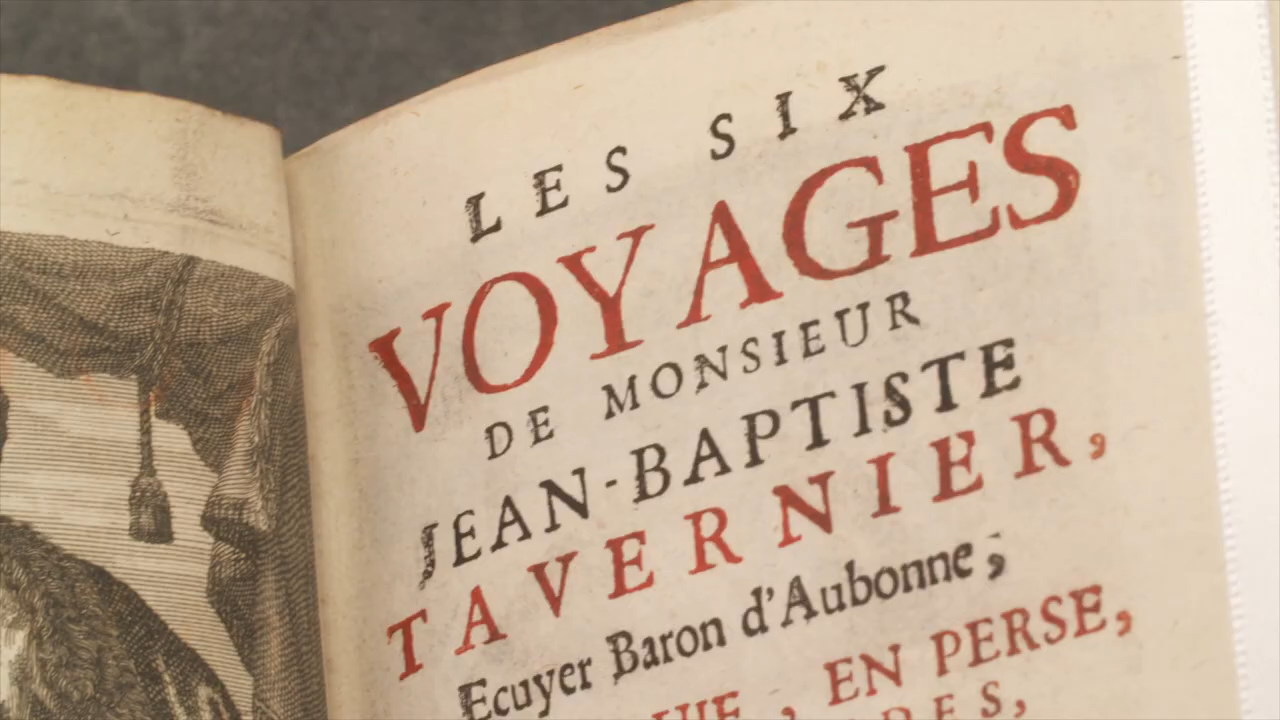 LES SIX
VOYAGES
DE MONSIEUR
JEAN-BAPTISTE
TAVERNIER,
Ecuyer Baron d'Aubonne ;
, EN PERSE,